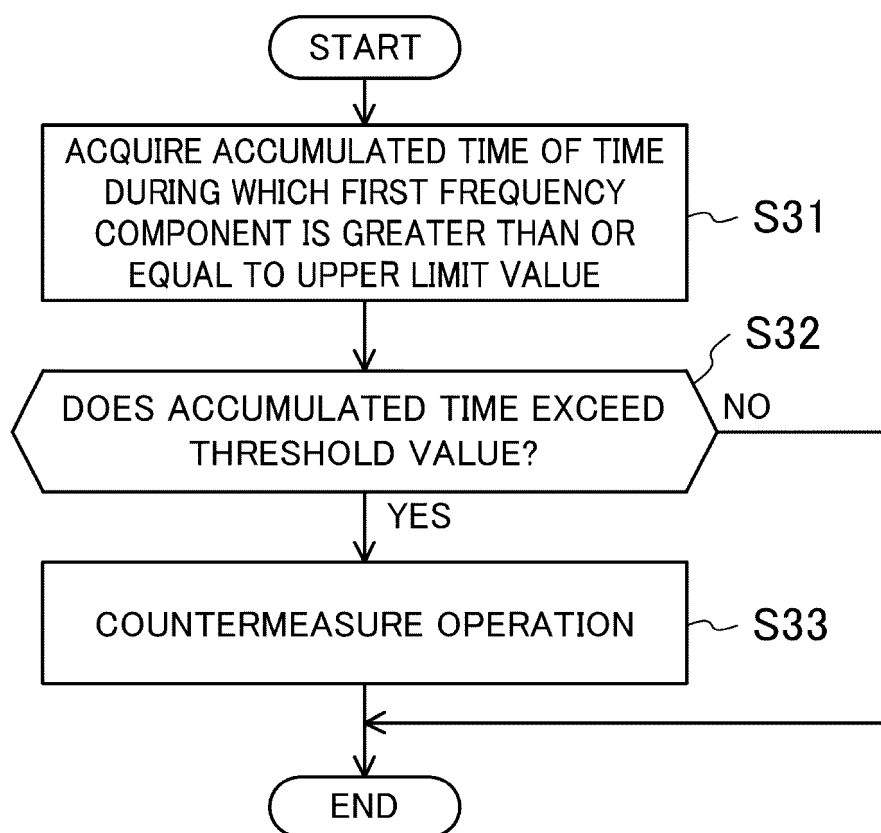 START
ACQUIRE ACCUMULATED TIME OF TIME
DURING WHICH FIRST FREQUENCY
COMPONENT IS GREATER THAN OR
EQUAL TO UPPER LIMIT VALUE
S31
S32
DOES ACCUMULATED TIME EXCEED
THRESHOLD VALUE?
NO
YES
COUNTERMEASURE OPERATION
S33
END